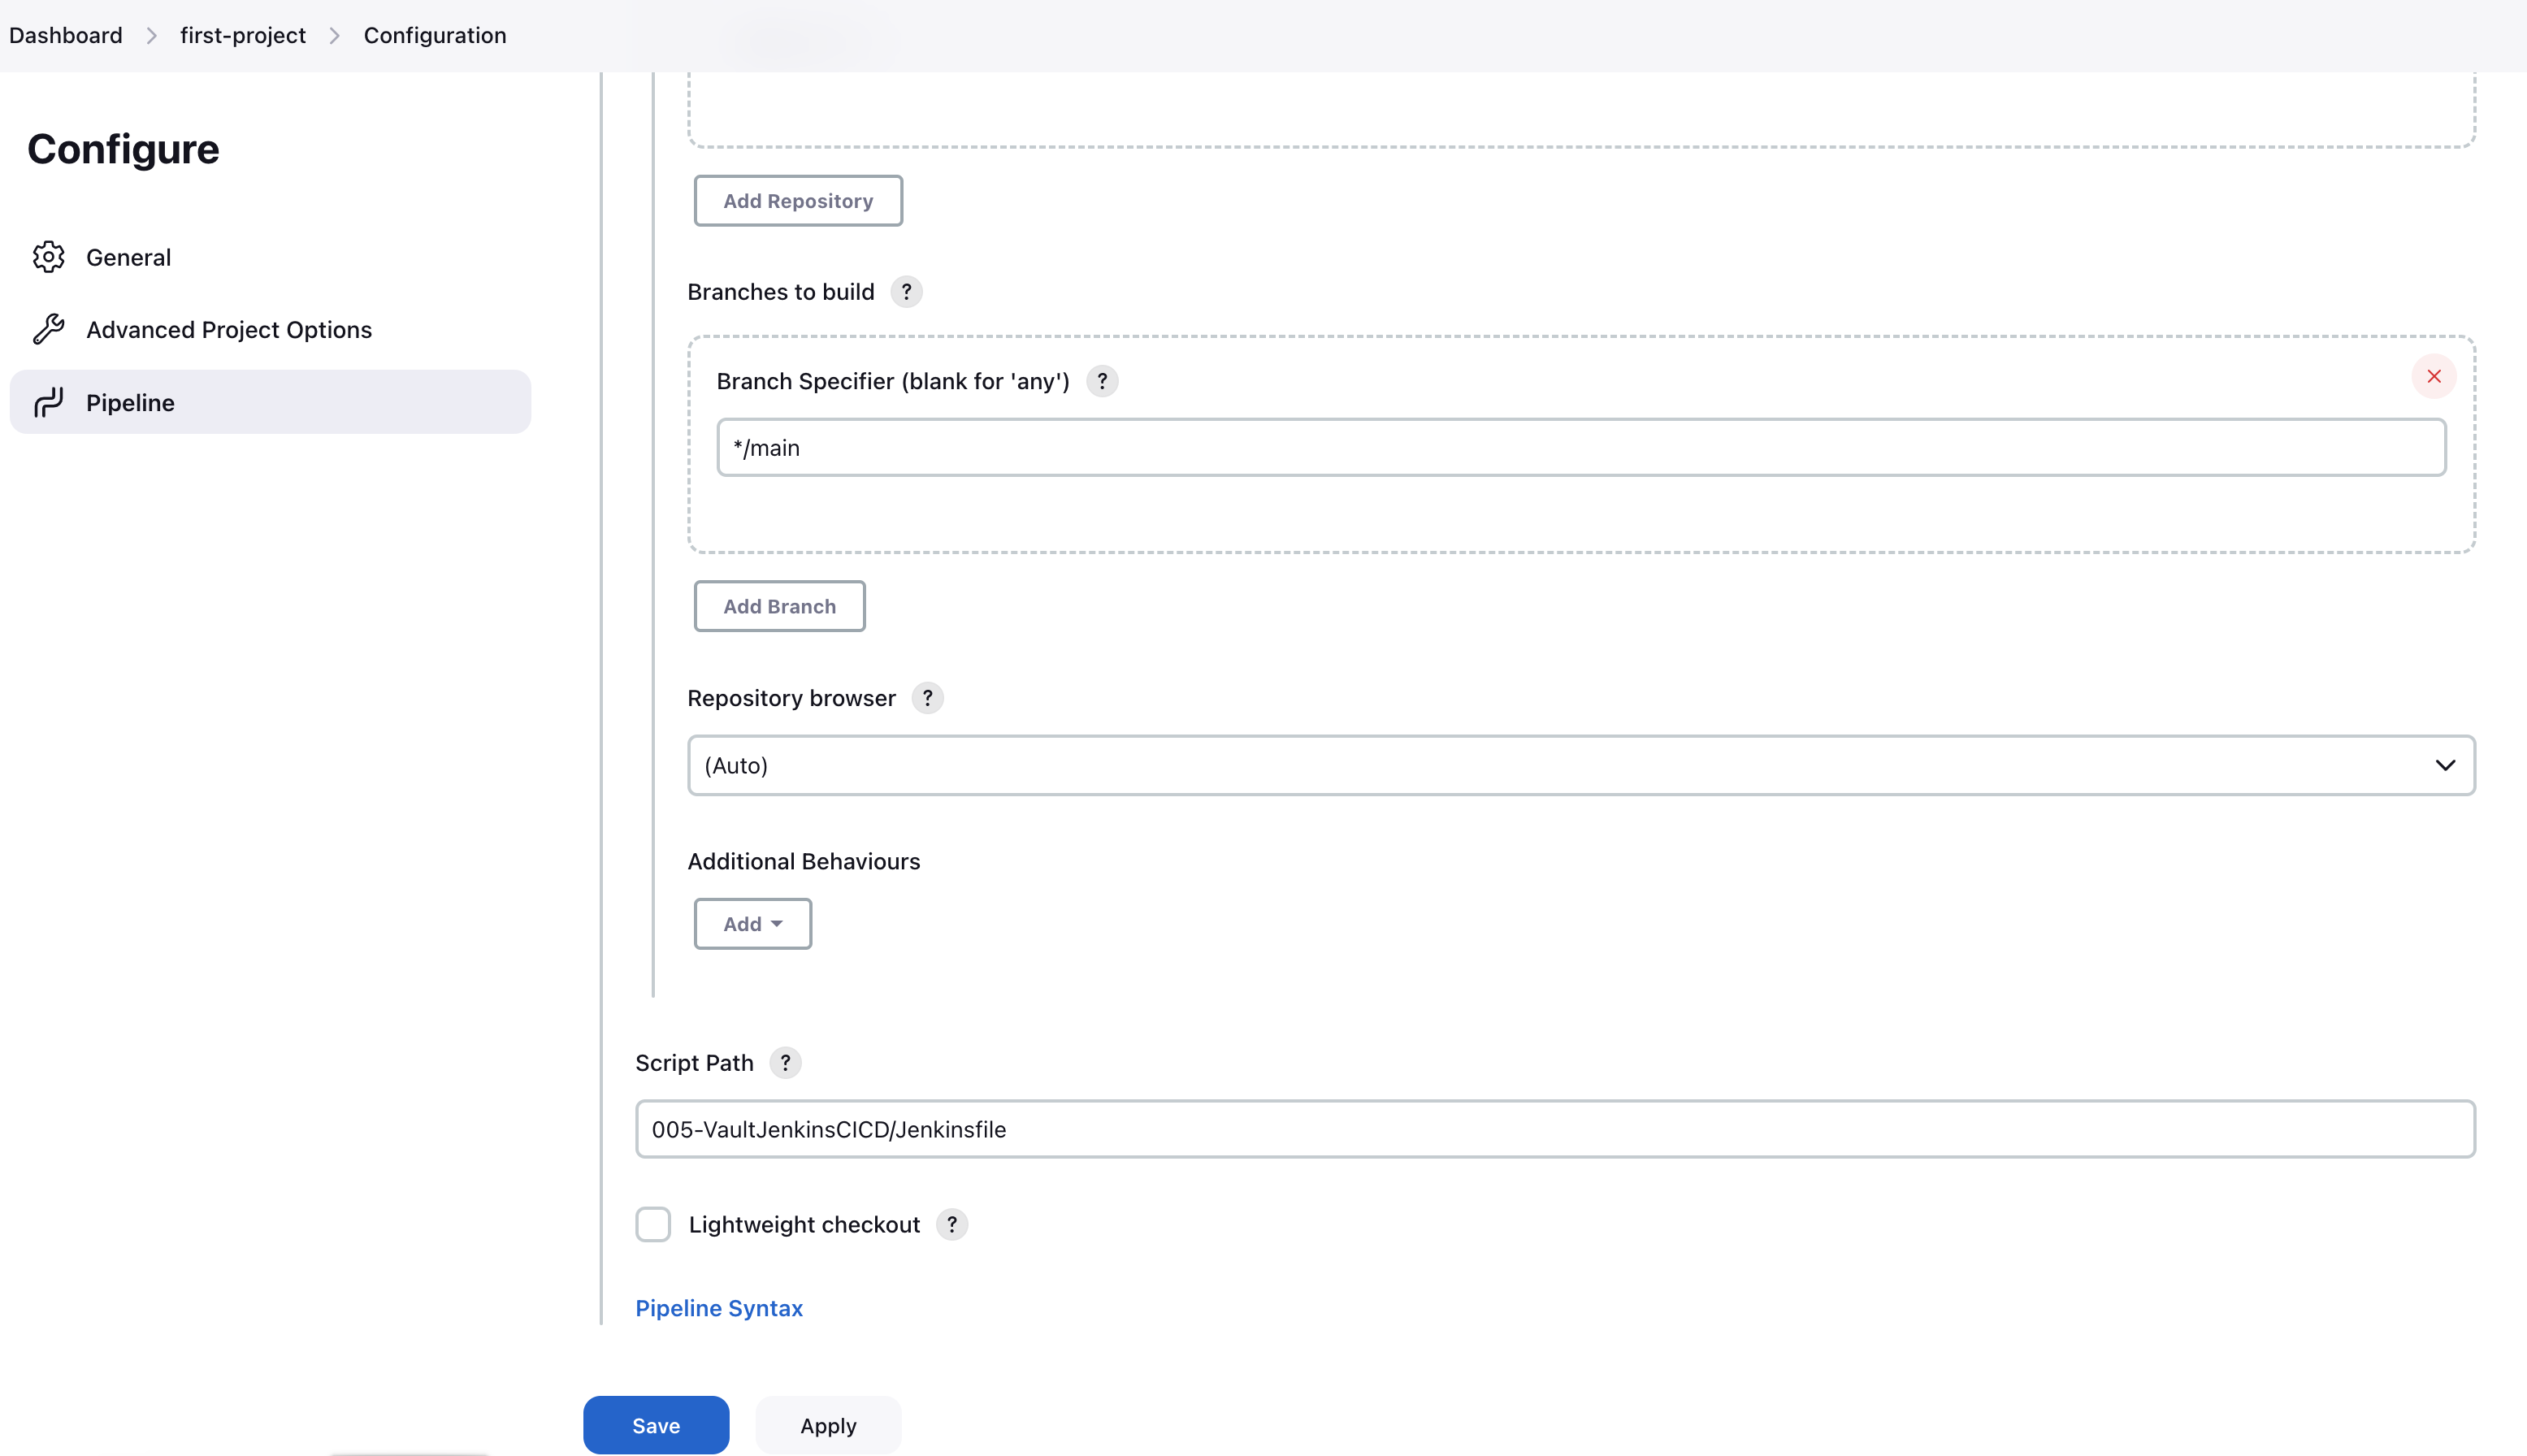 Dashboard > first-project > Configuration
Configure
General
Advanced Project Options
Pipeline
Add Repository
Branches to build ?
Branch Specifier (blank for 'any') ?
*/main
Add Branch
Repository browser ?
(Auto)
Additional Behaviours
Add
Script Path ?
005-VaultJenkinsCICD/Jenkinsfile
Lightweight checkout ?
Pipeline Syntax
Save Apply